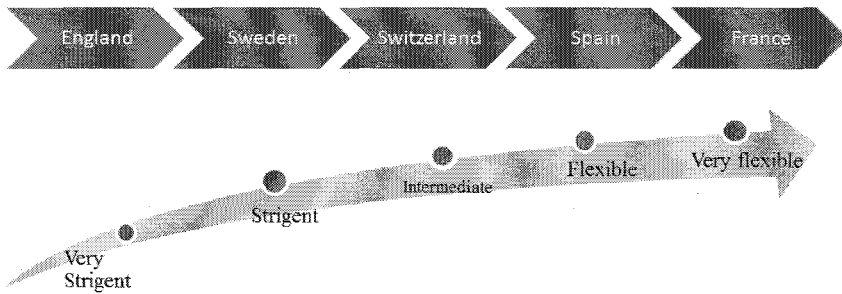 England
Sweden
Switzerland
Spain
France
Very flexible
Flexible
Intermediate
Strigent
Very
Strigent